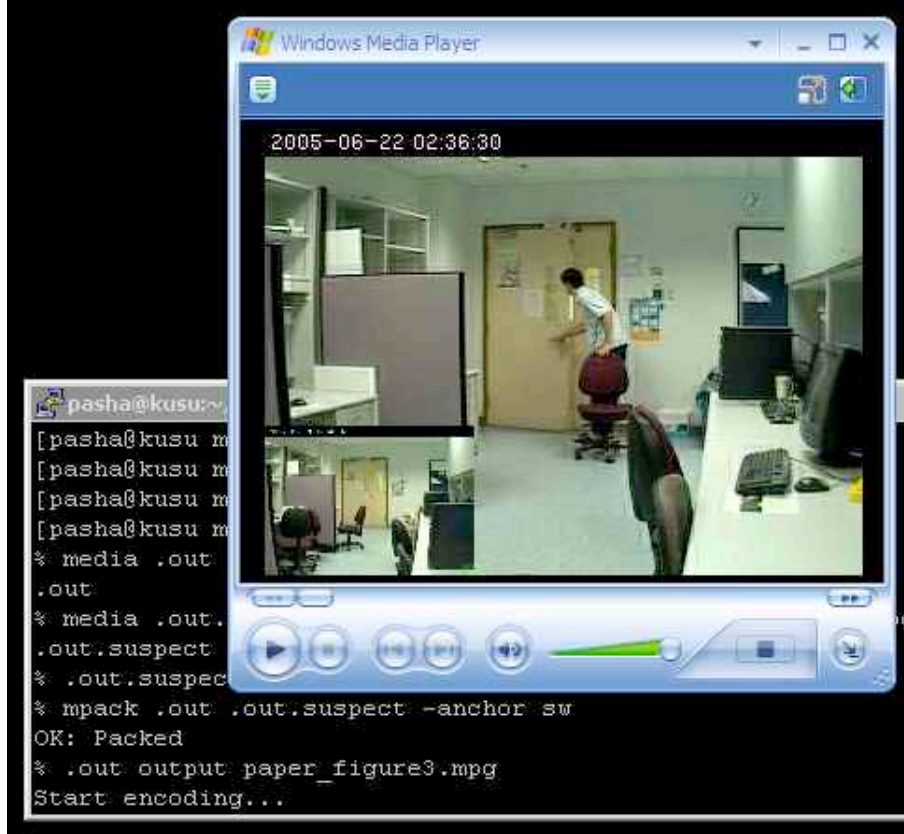 Windows Media Player
2005-06-22 02:36:30
pasha@kusu:~
[pasha@kusu m
[pasha@kusu m
[pasha@kusu m
[pasha@kusu m
% media .out
.out
% media .out.
.out.suspect
% .out.suspec
% mpack .out .out.suspect -anchor sw
OK: Packed
% .out output paper_figure3.mpg
Start encoding...